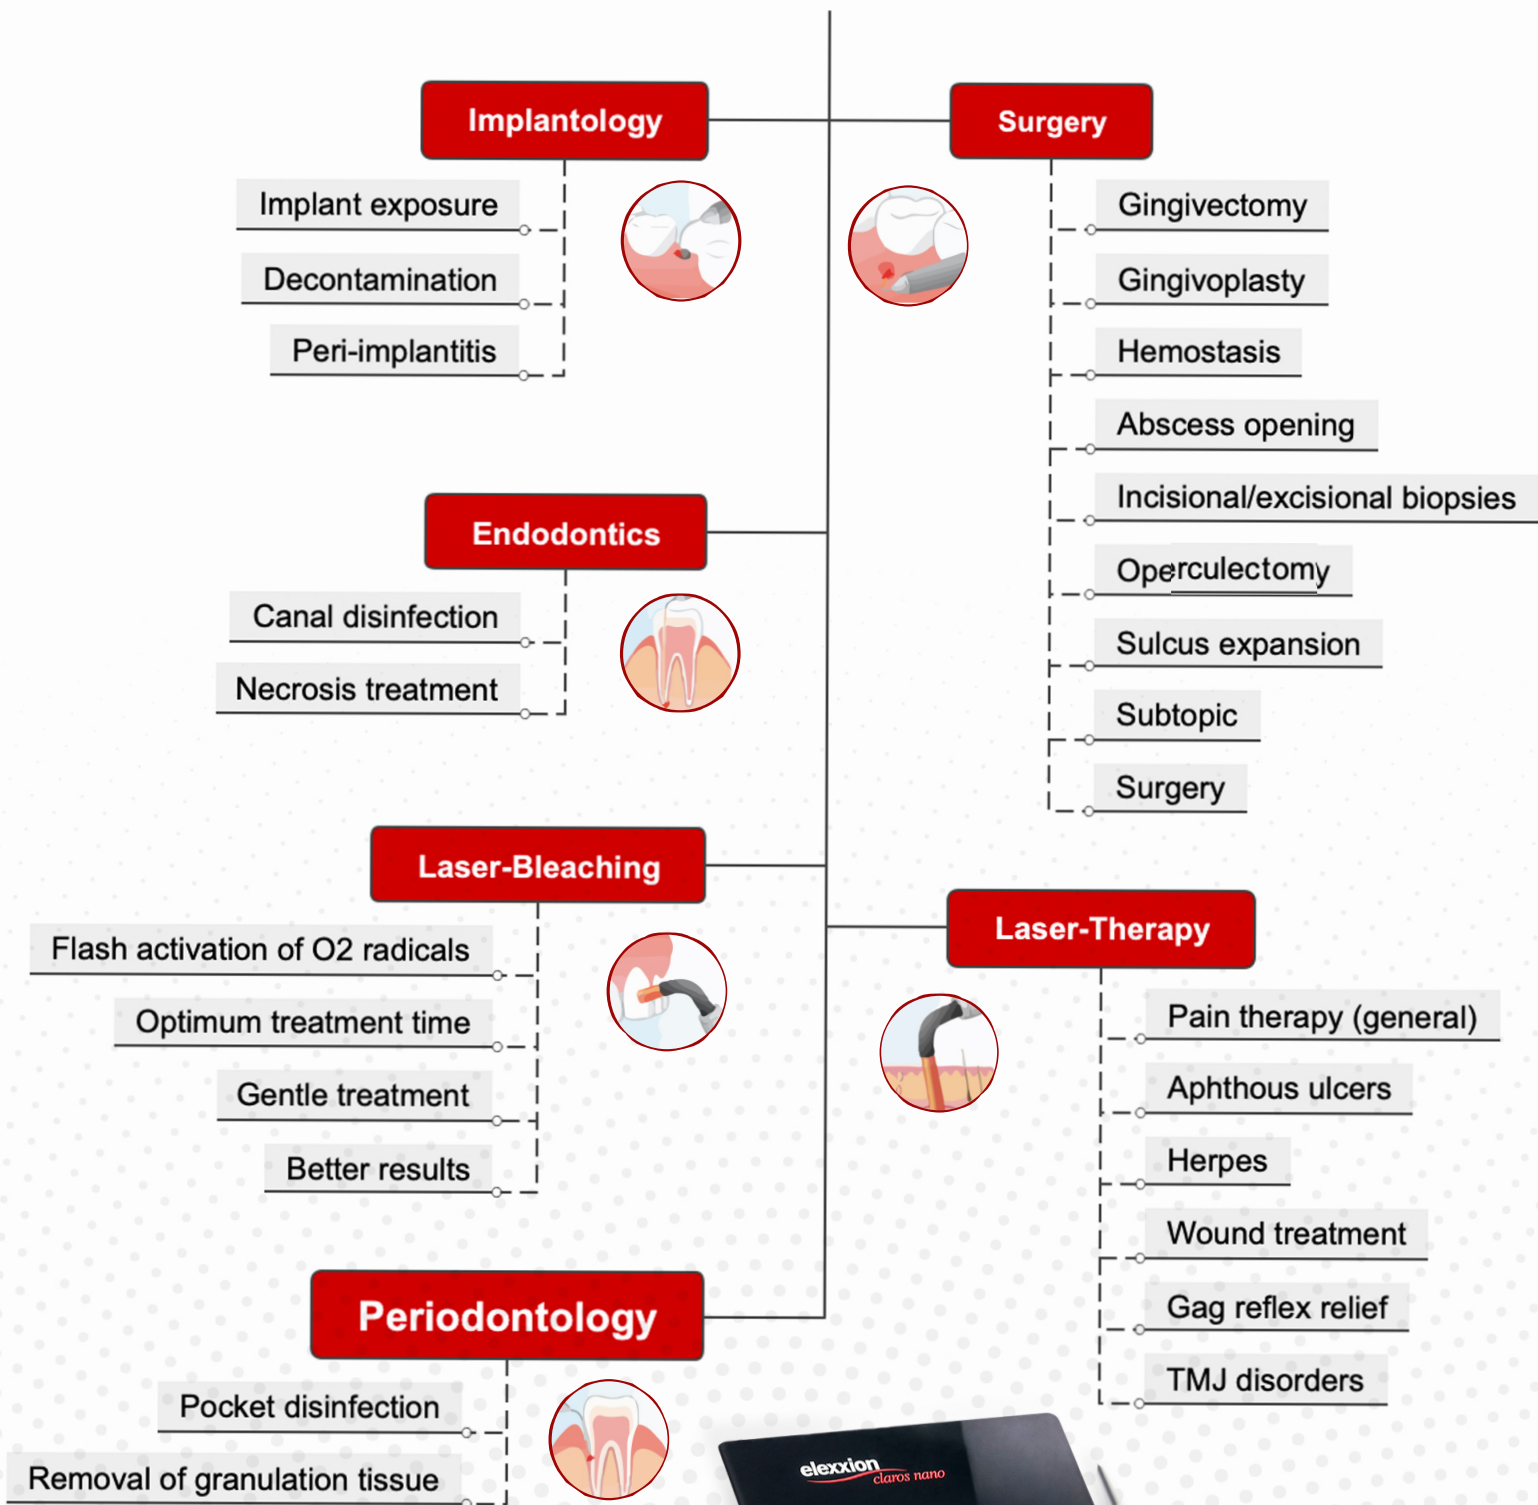 Implantology
Implant exposure
Decontamination
Peri-implantitis
Endodontics
Canal disinfection
Necrosis treatment
Laser-Bleaching
Flash activation of O2 radicals
Optimum treatment time
Gentle treatment
Better results
Periodontology
Pocket disinfection
Removal of granulation tissue
Surgery
Gingivectomy
Gingivoplasty
Hemostasis
Abscess opening
Incisional/excisional biopsies
Operculectomy
Sulcus expansion
Subtopic
Surgery
Laser-Therapy
Pain therapy (general)
Aphthous ulcers
Herpes
Wound treatment
Gag reflex relief
TMJ disorders
elexxion
claros nano